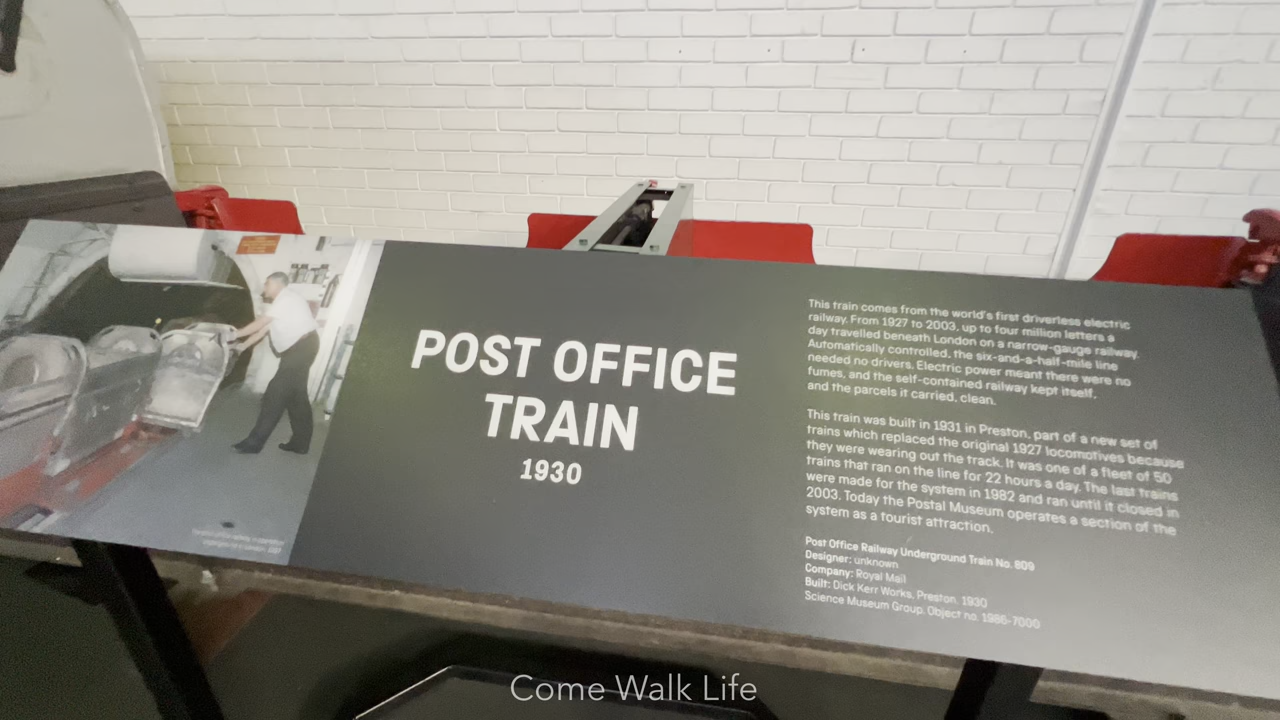 POST OFFICE
TRAIN
1930
This train comes from the world's first driverless electric
railway. From 1927 to 2003, up to four million letters a
day travelled beneath London on a narrow-gauge railway.
Automatically controlled, the six-and-a-half-mile line
needed no drivers. Electric power meant there were no
fumes, and the self-contained railway kept itself,
and the parcels it carried, clean.
This train was built in 1931 in Preston, part of a new set of
trains which replaced the original 1927 locomotives because
they were wearing out the track. It was one of a fleet of 50
trains that ran on the line for 22 hours a day. The last trains
were made for the system in 1982 and ran until it closed in
2003. Today the Postal Museum operates a section of the
system as a tourist attraction.
Post Office Railway Underground Train No. 809
Designer: unknown
Company: Royal Mail
Built: Dick Kerr Works, Preston, 1930
Science Museum Group. Object no. 1986-7000
Come Walk Life